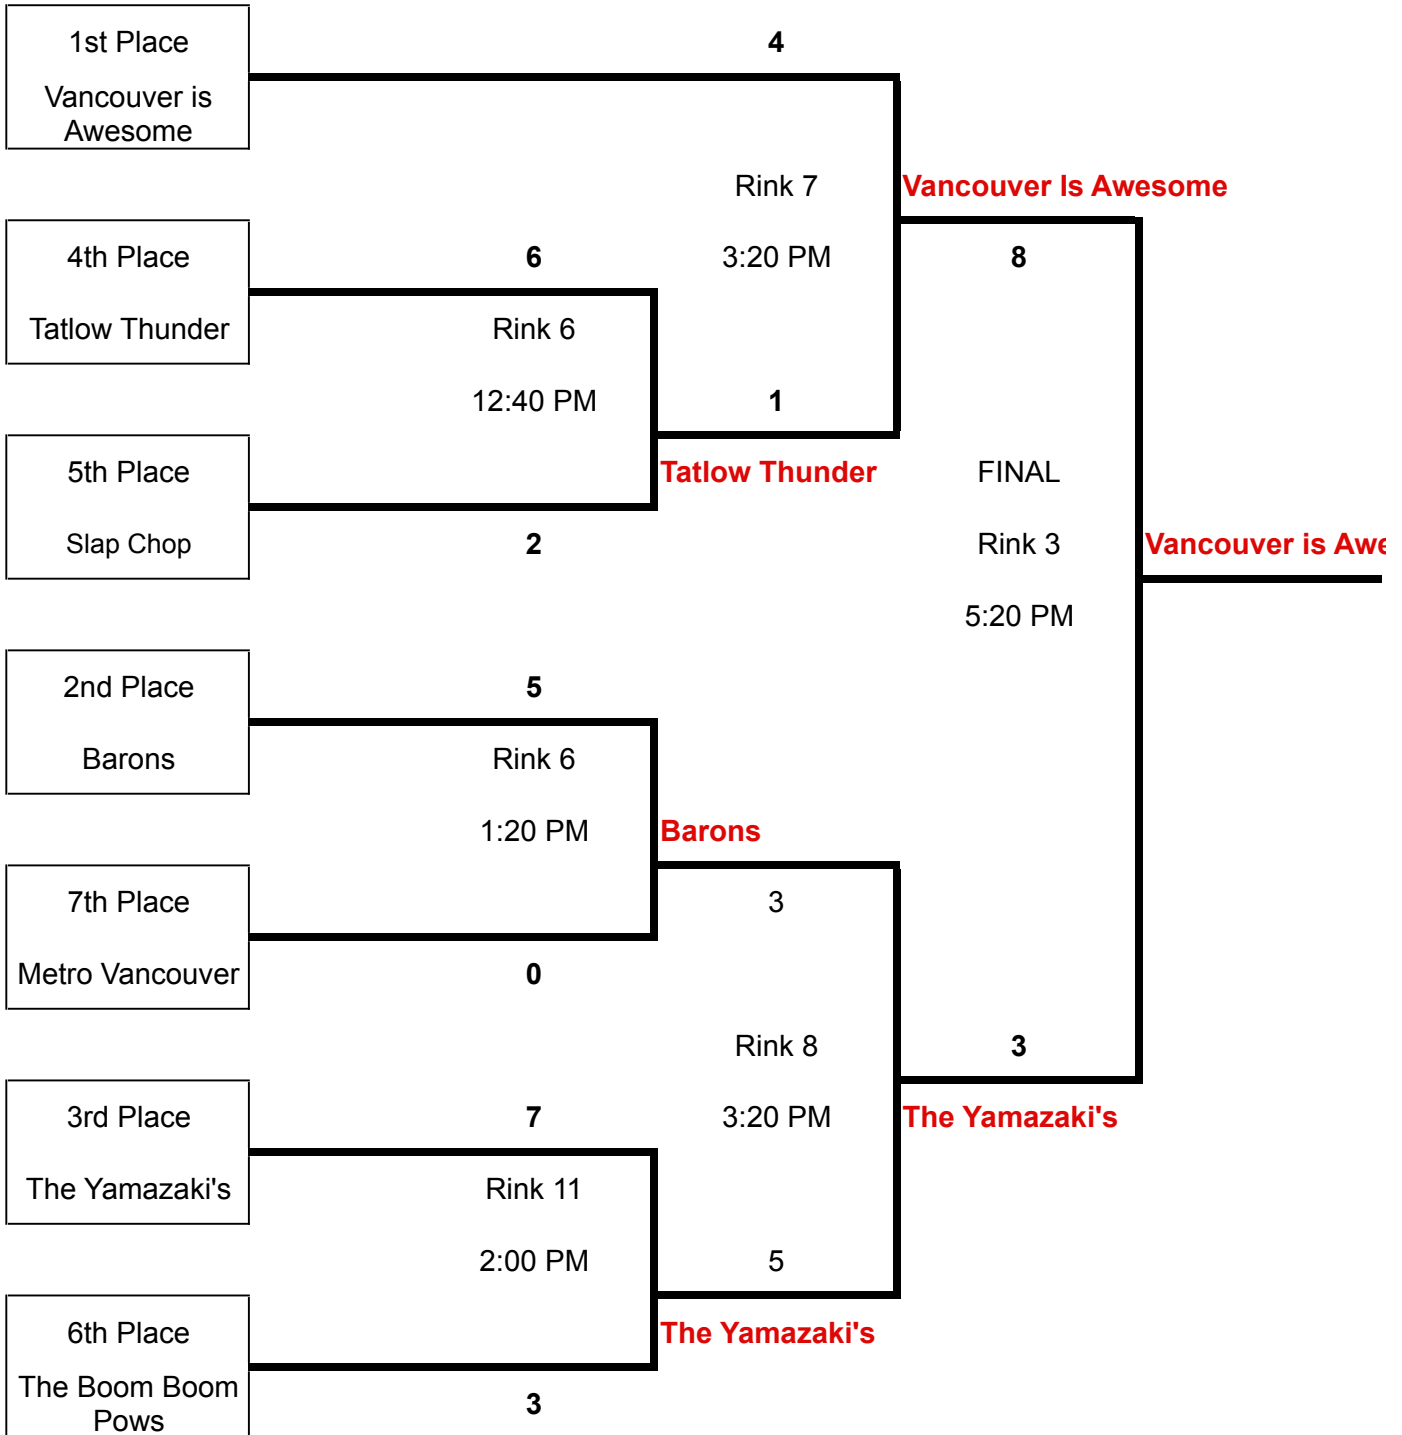 1st Place
4
Vancouver is
Awesome
Rink 7
Vancouver Is Awesome
4th Place
6
3:20 PM
8
Tatlow Thunder
Rink 6
12:40 PM
1
5th Place
Tatlow Thunder
FINAL
Slap Chop
2
Rink 3
Vancouver is Awe
5:20 PM
2nd Place
5
Barons
Rink 6
1:20 PM
Barons
7th Place
3
Metro Vancouver
0
Rink 8
3
3rd Place
7
3:20 PM
The Yamazaki's
The Yamazaki's
Rink 11
2:00 PM
5
6th Place
The Yamazaki's
The Boom Boom
Pows
3